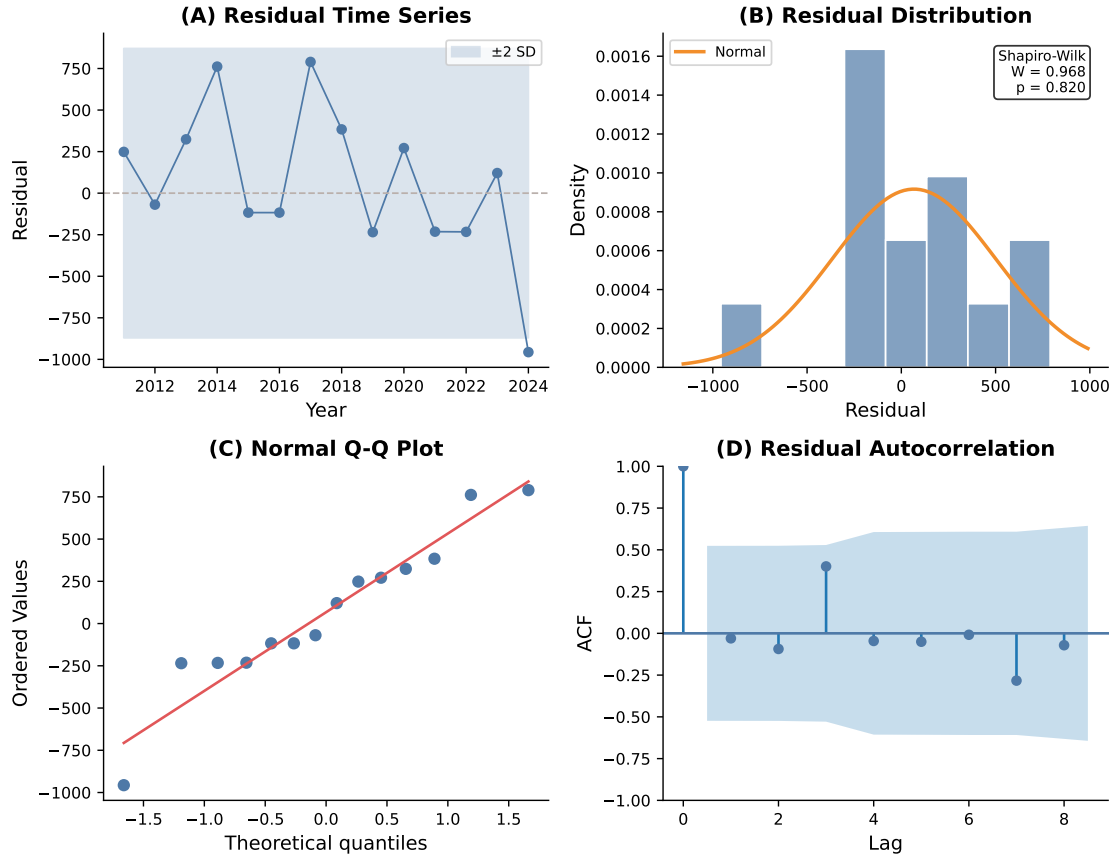 (A) Residual Time Series
±2 SD
Residual
750
500
250
0
−250
−500
−750
−1000
2012 2014 2016 2018 2020 2022 2024
Year
(B) Residual Distribution
Normal
Shapiro-Wilk
W = 0.968
p = 0.820
Density
0.0016
0.0014
0.0012
0.0010
0.0008
0.0006
0.0004
0.0002
0.0000
−1000 −500 0 500 1000
Residual
(C) Normal Q-Q Plot
Ordered Values
750
500
250
0
−250
−500
−750
−1000
−1.5 −1.0 −0.5 0.0 0.5 1.0 1.5
Theoretical quantiles
(D) Residual Autocorrelation
ACF
1.00
0.75
0.50
0.25
0.00
−0.25
−0.50
−0.75
−1.00
0 2 4 6 8
Lag